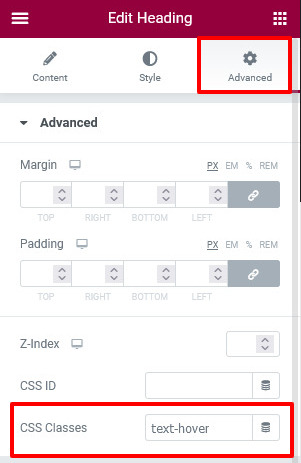 Edit Heading
Content Style Advanced
Advanced
Margin PX EM % REM
TOP RIGHT BOTTOM LEFT
Padding PX EM % REM
TOP RIGHT BOTTOM LEFT
Z-Index
CSS ID
CSS Classes text-hover